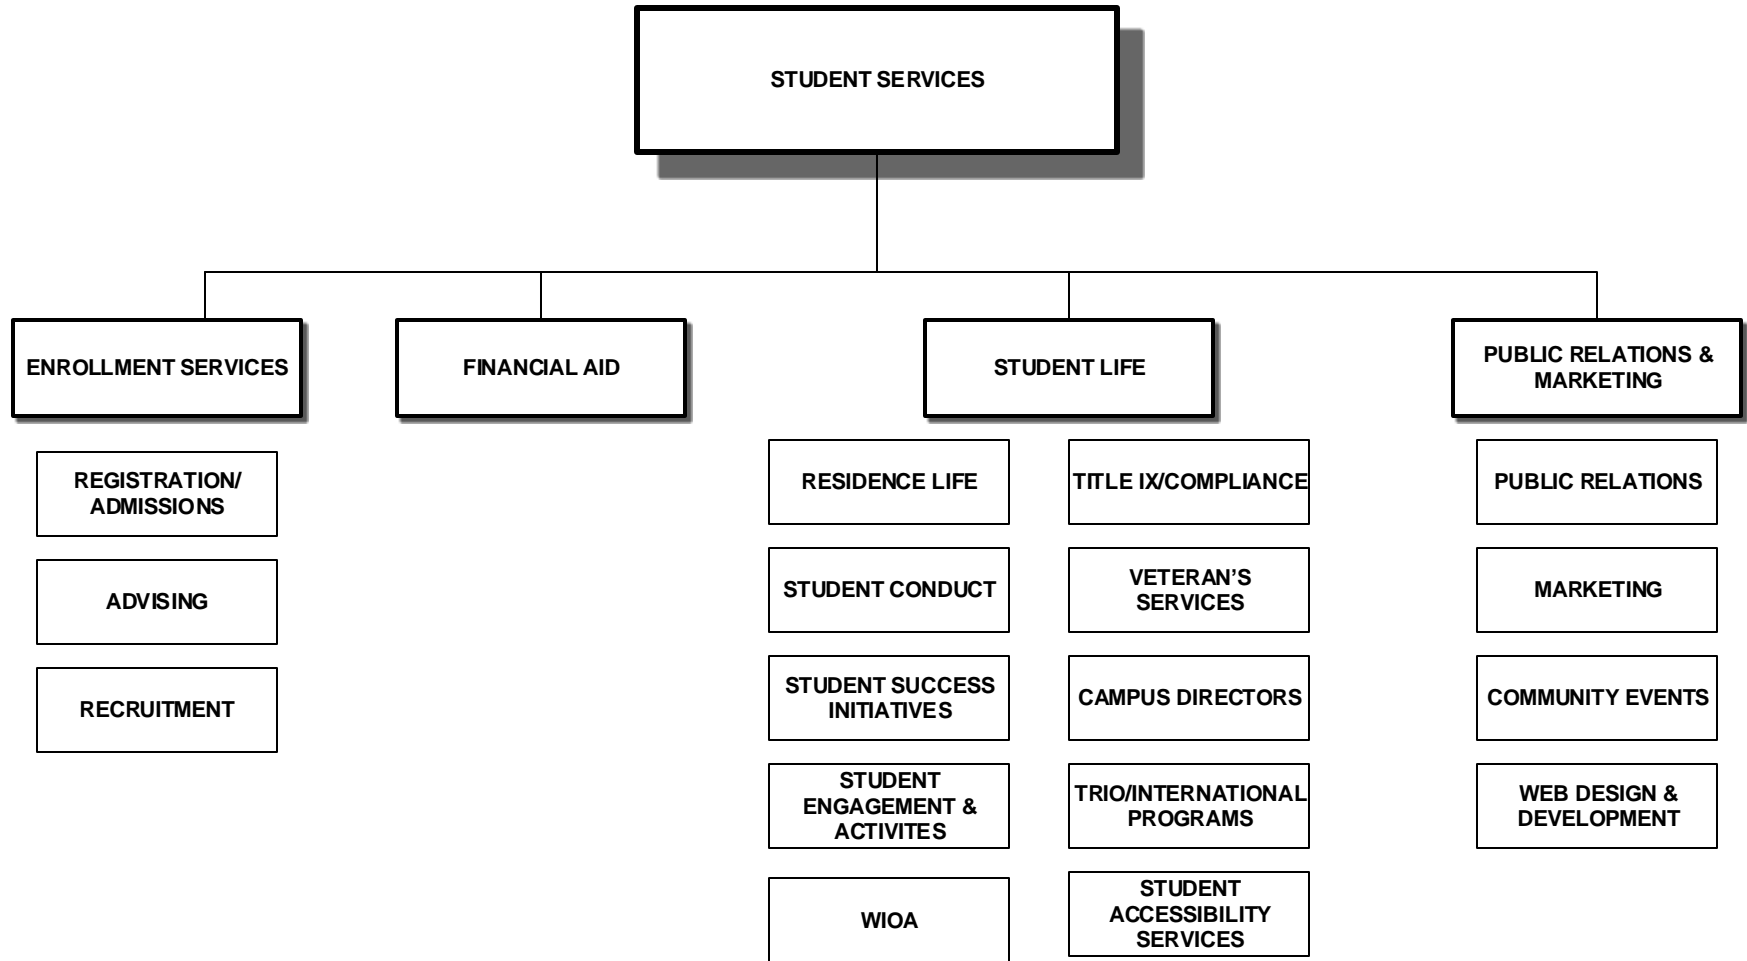 STUDENT SERVICES
ENROLLMENT SERVICES
FINANCIAL AID
STUDENT LIFE
PUBLIC RELATIONS &
MARKETING
REGISTRATION/
ADMISSIONS
ADVISING
RECRUITMENT
RESIDENCE LIFE
STUDENT CONDUCT
STUDENT SUCCESS
INITIATIVES
STUDENT
ENGAGEMENT &
ACTIVITES
WIOA
TITLE IX/COMPLIANCE
VETERAN’S
SERVICES
CAMPUS DIRECTORS
TRIO/INTERNATIONAL
PROGRAMS
STUDENT
ACCESSIBILITY
SERVICES
PUBLIC RELATIONS
MARKETING
COMMUNITY EVENTS
WEB DESIGN &
DEVELOPMENT